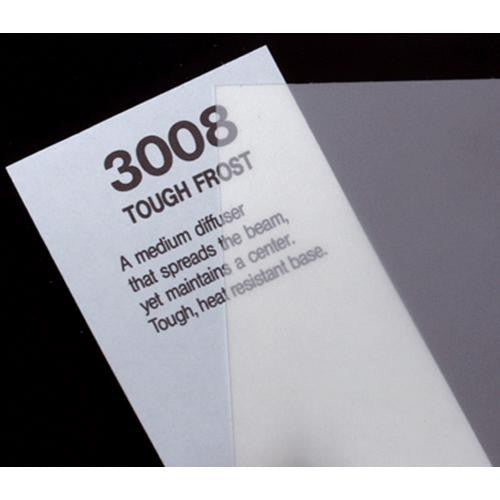 3008
TOUGH FROST
A medium diffuser
that spreads the beam,
yet maintains a center.
Tough, heat resistant base.